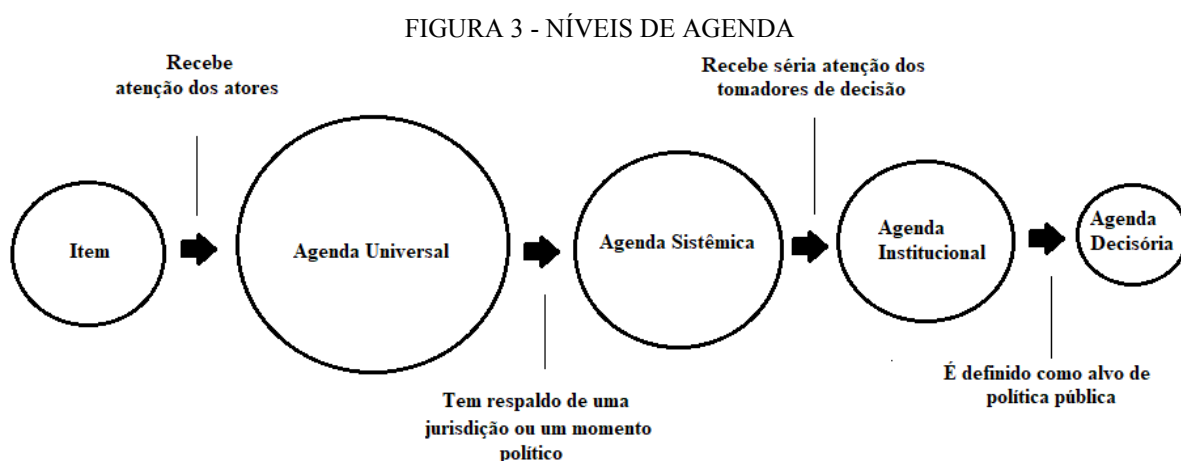 FIGURA 3 - NÍVEIS DE AGENDA
Recebe
atenção dos atores
Recebe séria atenção dos
tomadores de decisão
Item
Agenda Universal
Agenda Sistêmica
Agenda
Institucional
Agenda
Decisória
Tem respaldo de uma
jurisdição ou um momento
político
É definido como alvo de
política pública